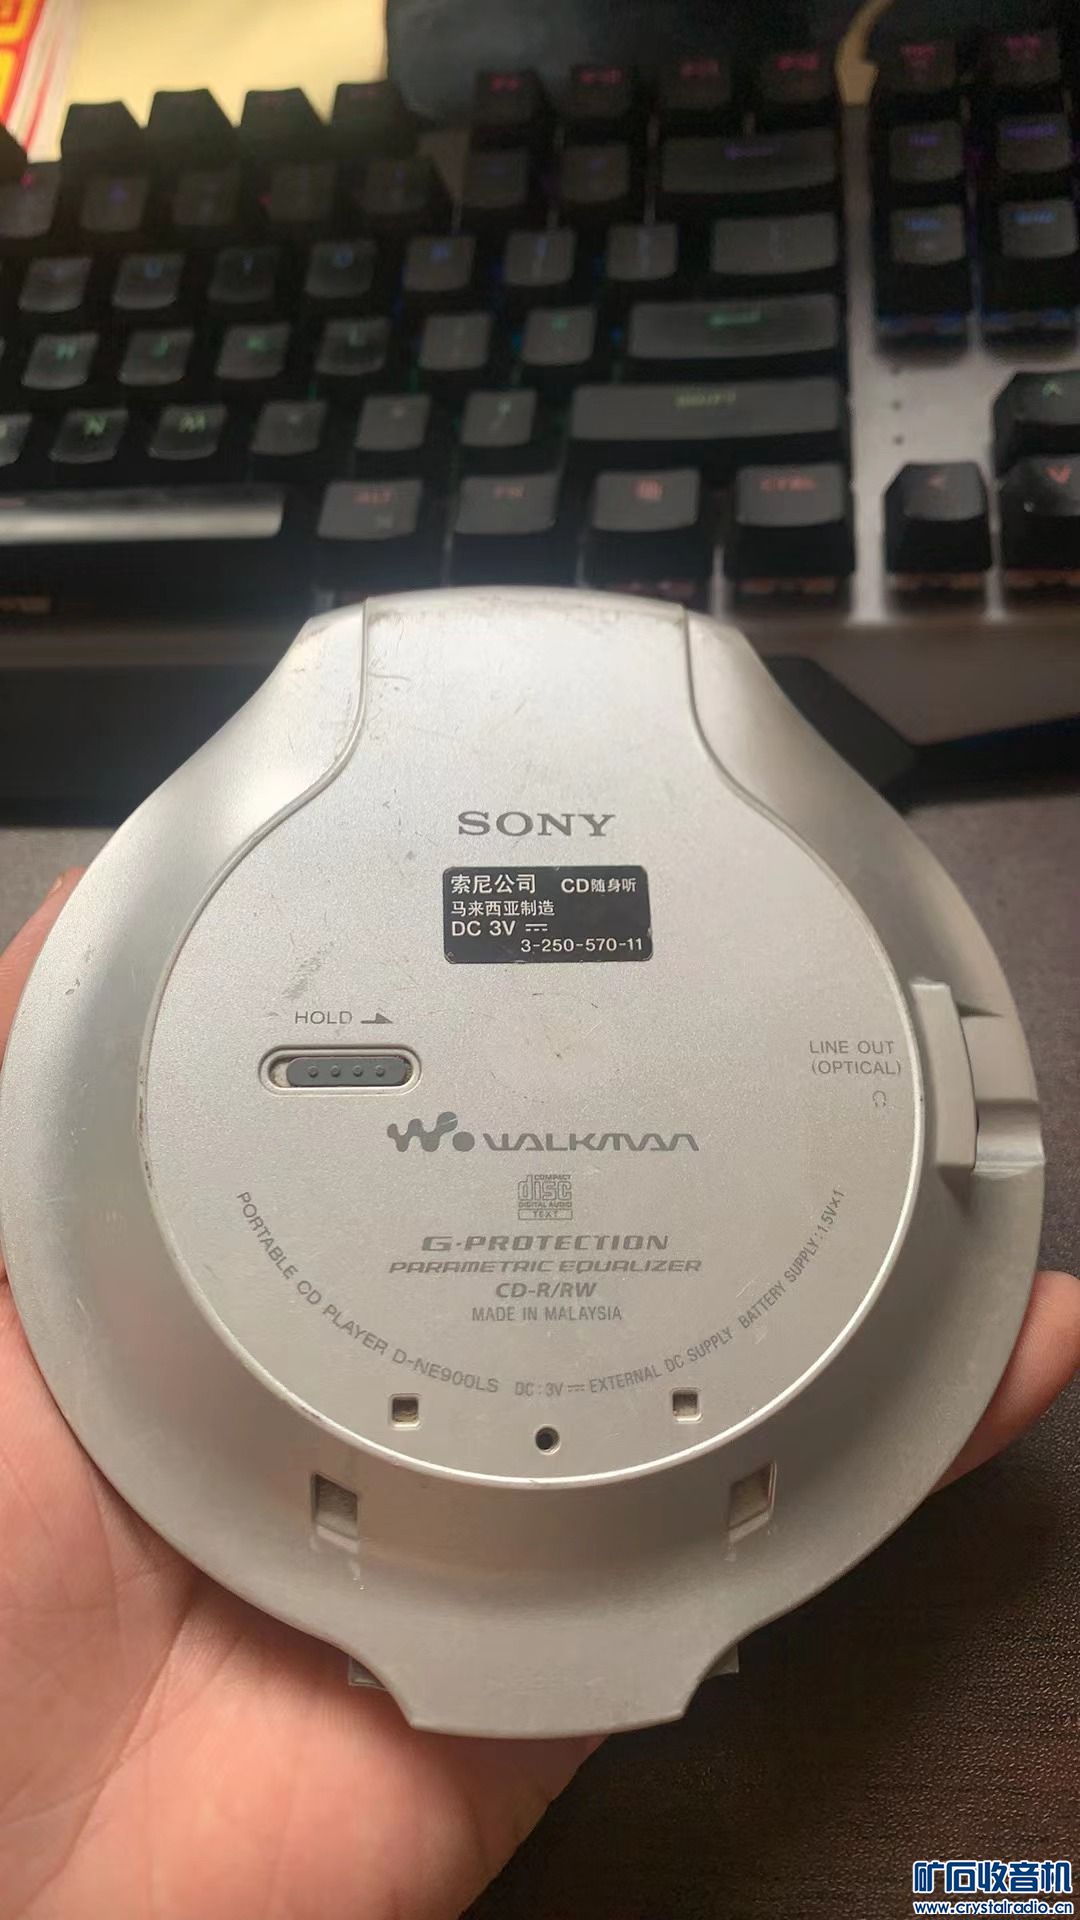 N
M
ALT
FN
CTRL
SONY
索尼公司 CD随身听
马来西亚制造
DC 3V
3-250-570-11
HOLD
LINE OUT
(OPTICAL)
WALKMAN
COMPACT
disc
DIGITAL AUDIO
TEXT
G-PROTECTION
PARAMETRIC EQUALIZER
CD-R/RW
MADE IN MALAYSIA
PORTABLE CD PLAYER D-NE900LS DC : 3V EXTERNAL DC SUPPLY BATTERY SUPPLY : 1.5V×1
矿石收音机
www.crystalradio.cn